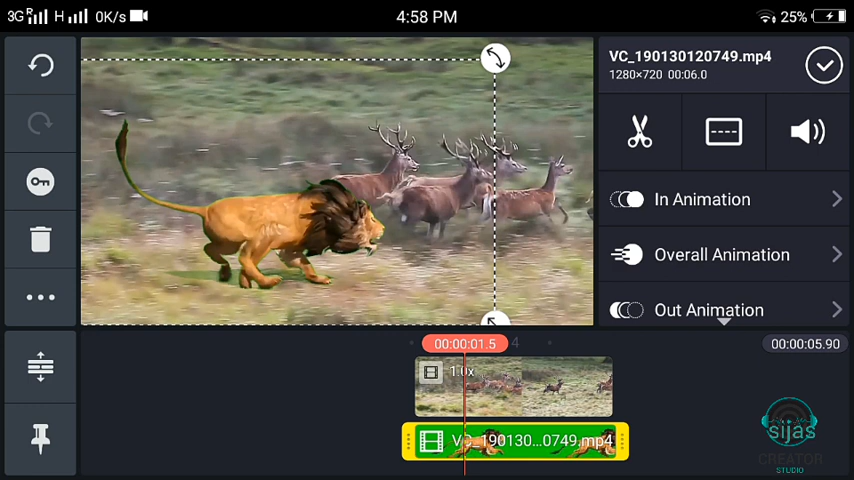 3G R H 0K/s 4:58 PM 25%
VC_190130120749.mp4
1280×720 00:06.0
In Animation
Overall Animation
Out Animation
00:00:01.5 4 00:00:05.90
1.0x
VC_190130...0749.mp4
sijas
CREATOR
STUDIO